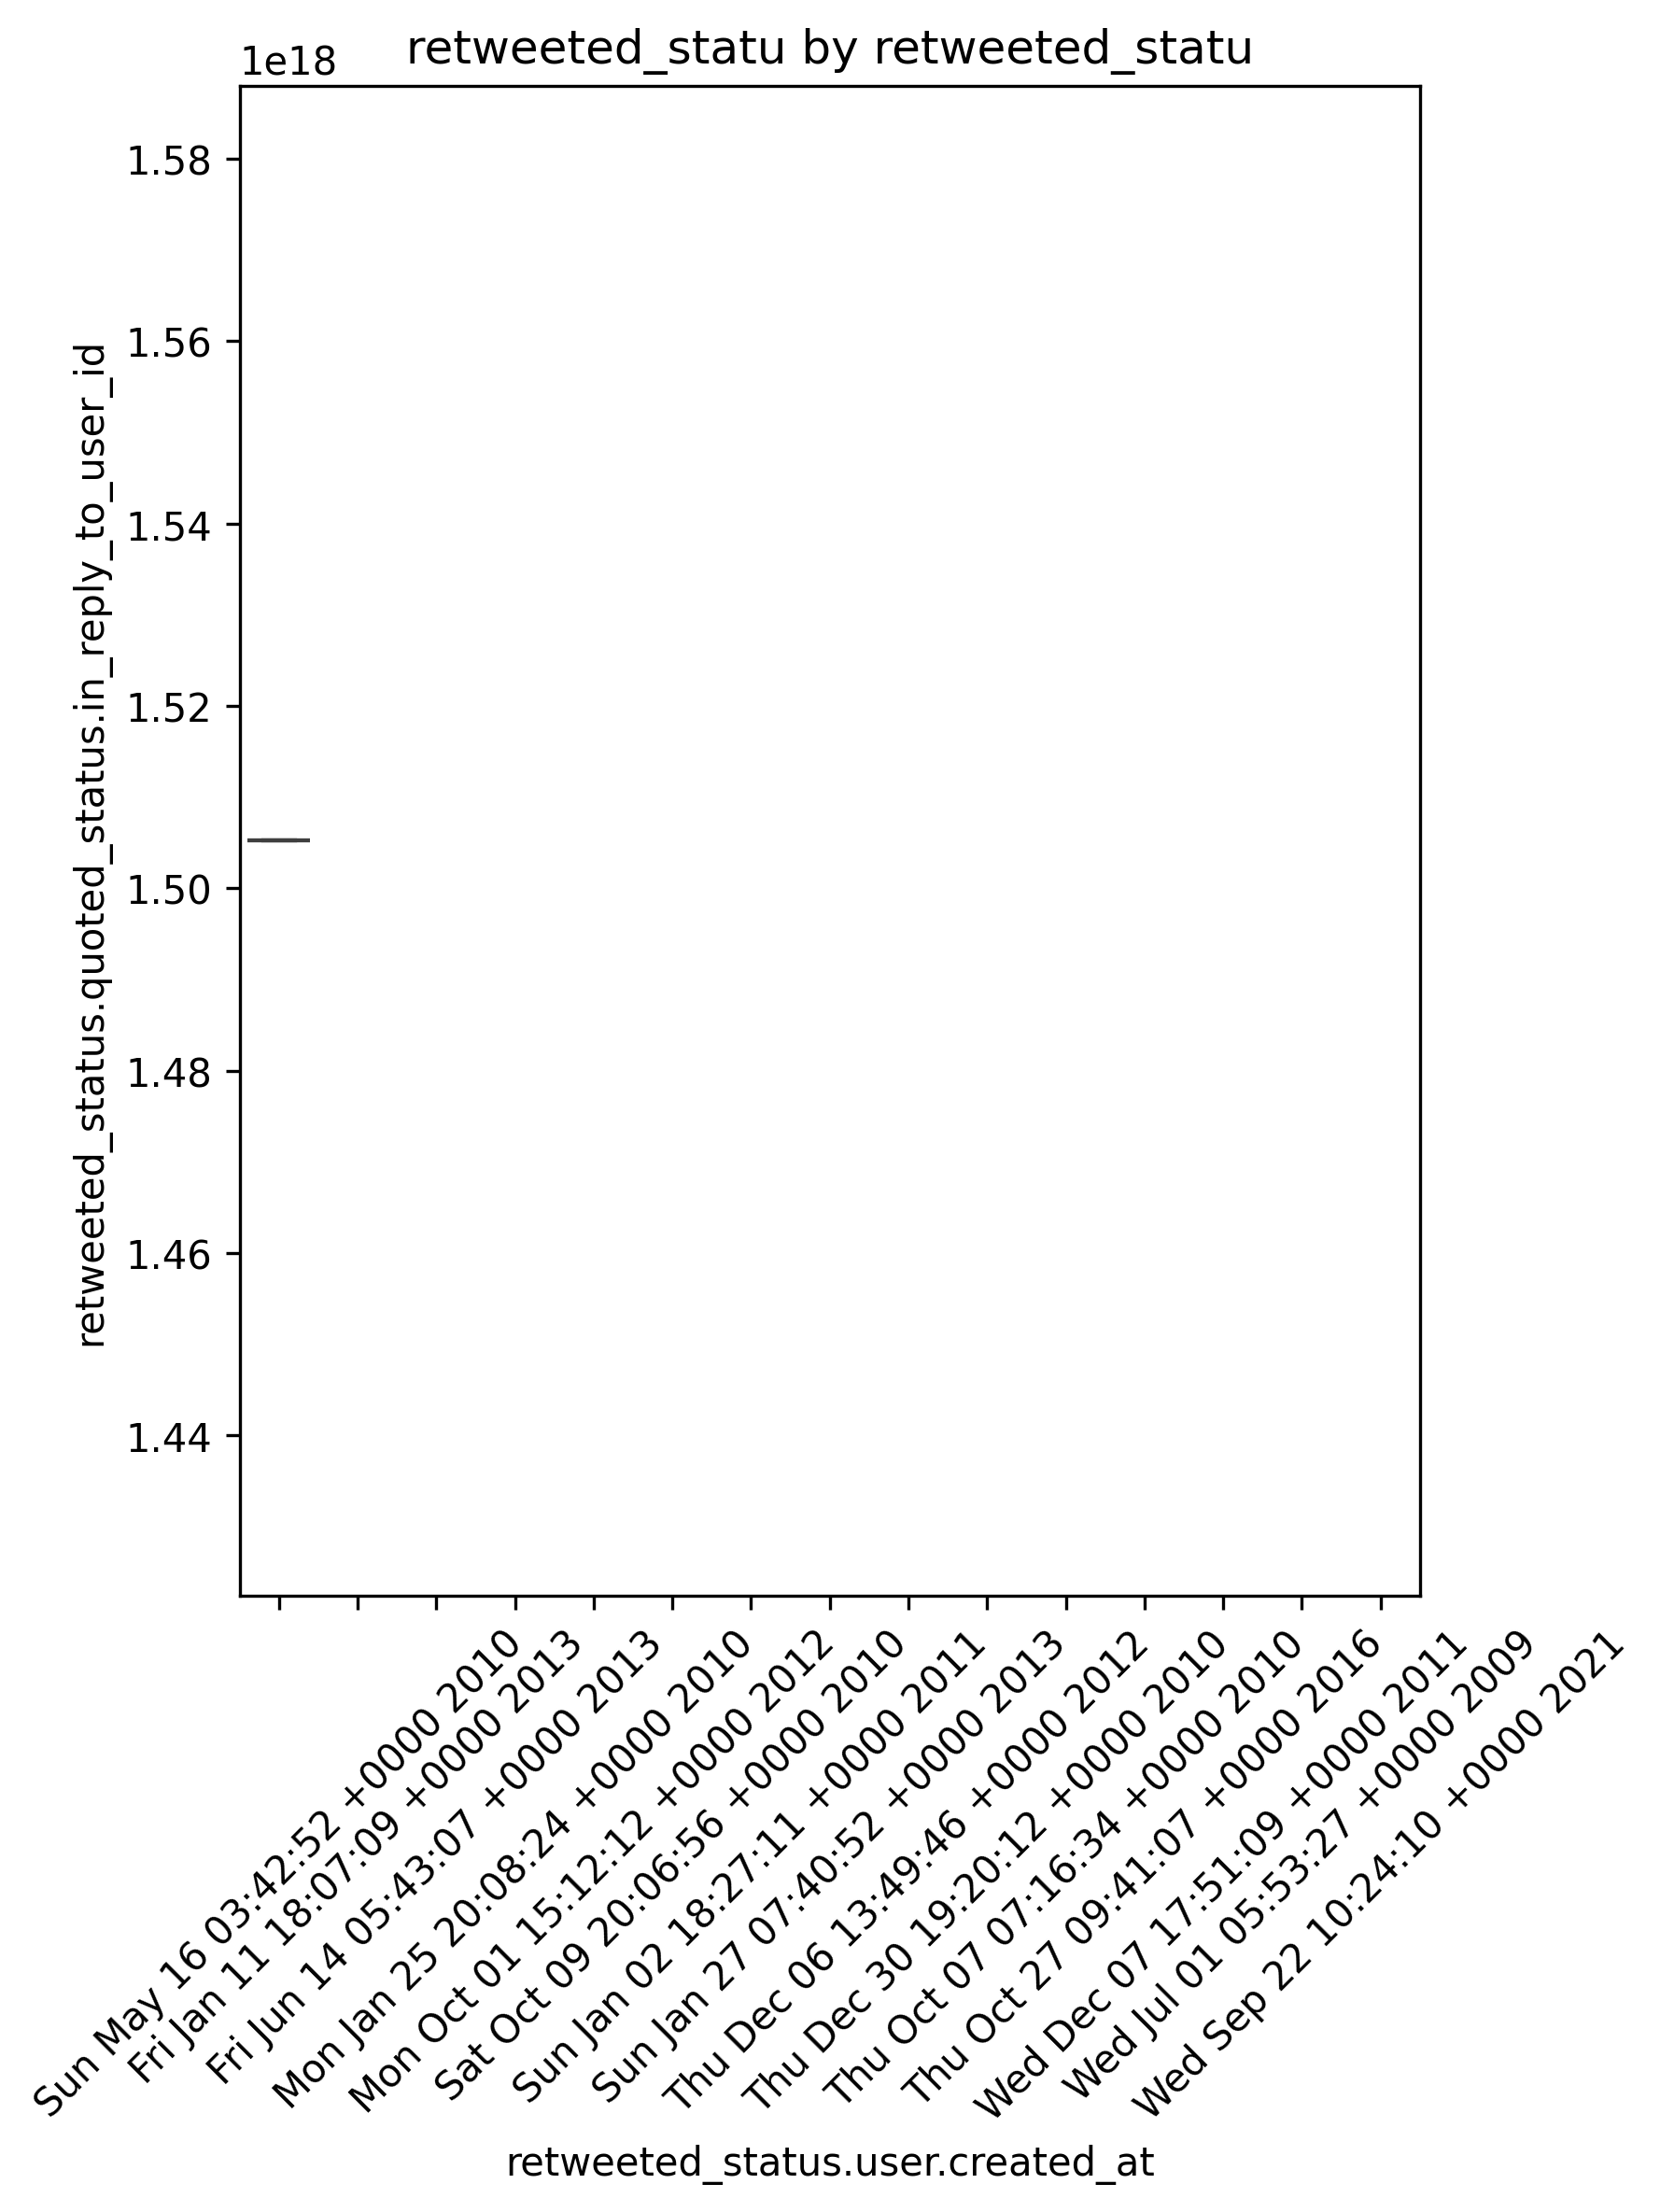 retweeted_statu by retweeted_statu
1e18
1.58
1.56
1.54
1.52
1.50
1.48
1.46
1.44
retweeted_status.quoted_status.in_reply_to_user_id
Sun May 16 03:42:52 +0000 2010
Fri Jan 11 18:07:09 +0000 2013
Fri Jun 14 05:43:07 +0000 2013
Mon Jan 25 20:08:24 +0000 2010
Mon Oct 01 15:12:12 +0000 2012
Sat Oct 09 20:06:56 +0000 2010
Sun Jan 02 18:27:11 +0000 2011
Sun Jan 27 07:40:52 +0000 2013
Thu Dec 06 13:49:46 +0000 2012
Thu Dec 30 19:20:12 +0000 2010
Thu Oct 07 07:16:34 +0000 2010
Thu Oct 27 09:41:07 +0000 2016
Wed Dec 07 17:51:09 +0000 2011
Wed Jul 01 05:53:27 +0000 2009
Wed Sep 22 10:24:10 +0000 2021
retweeted_status.user.created_at